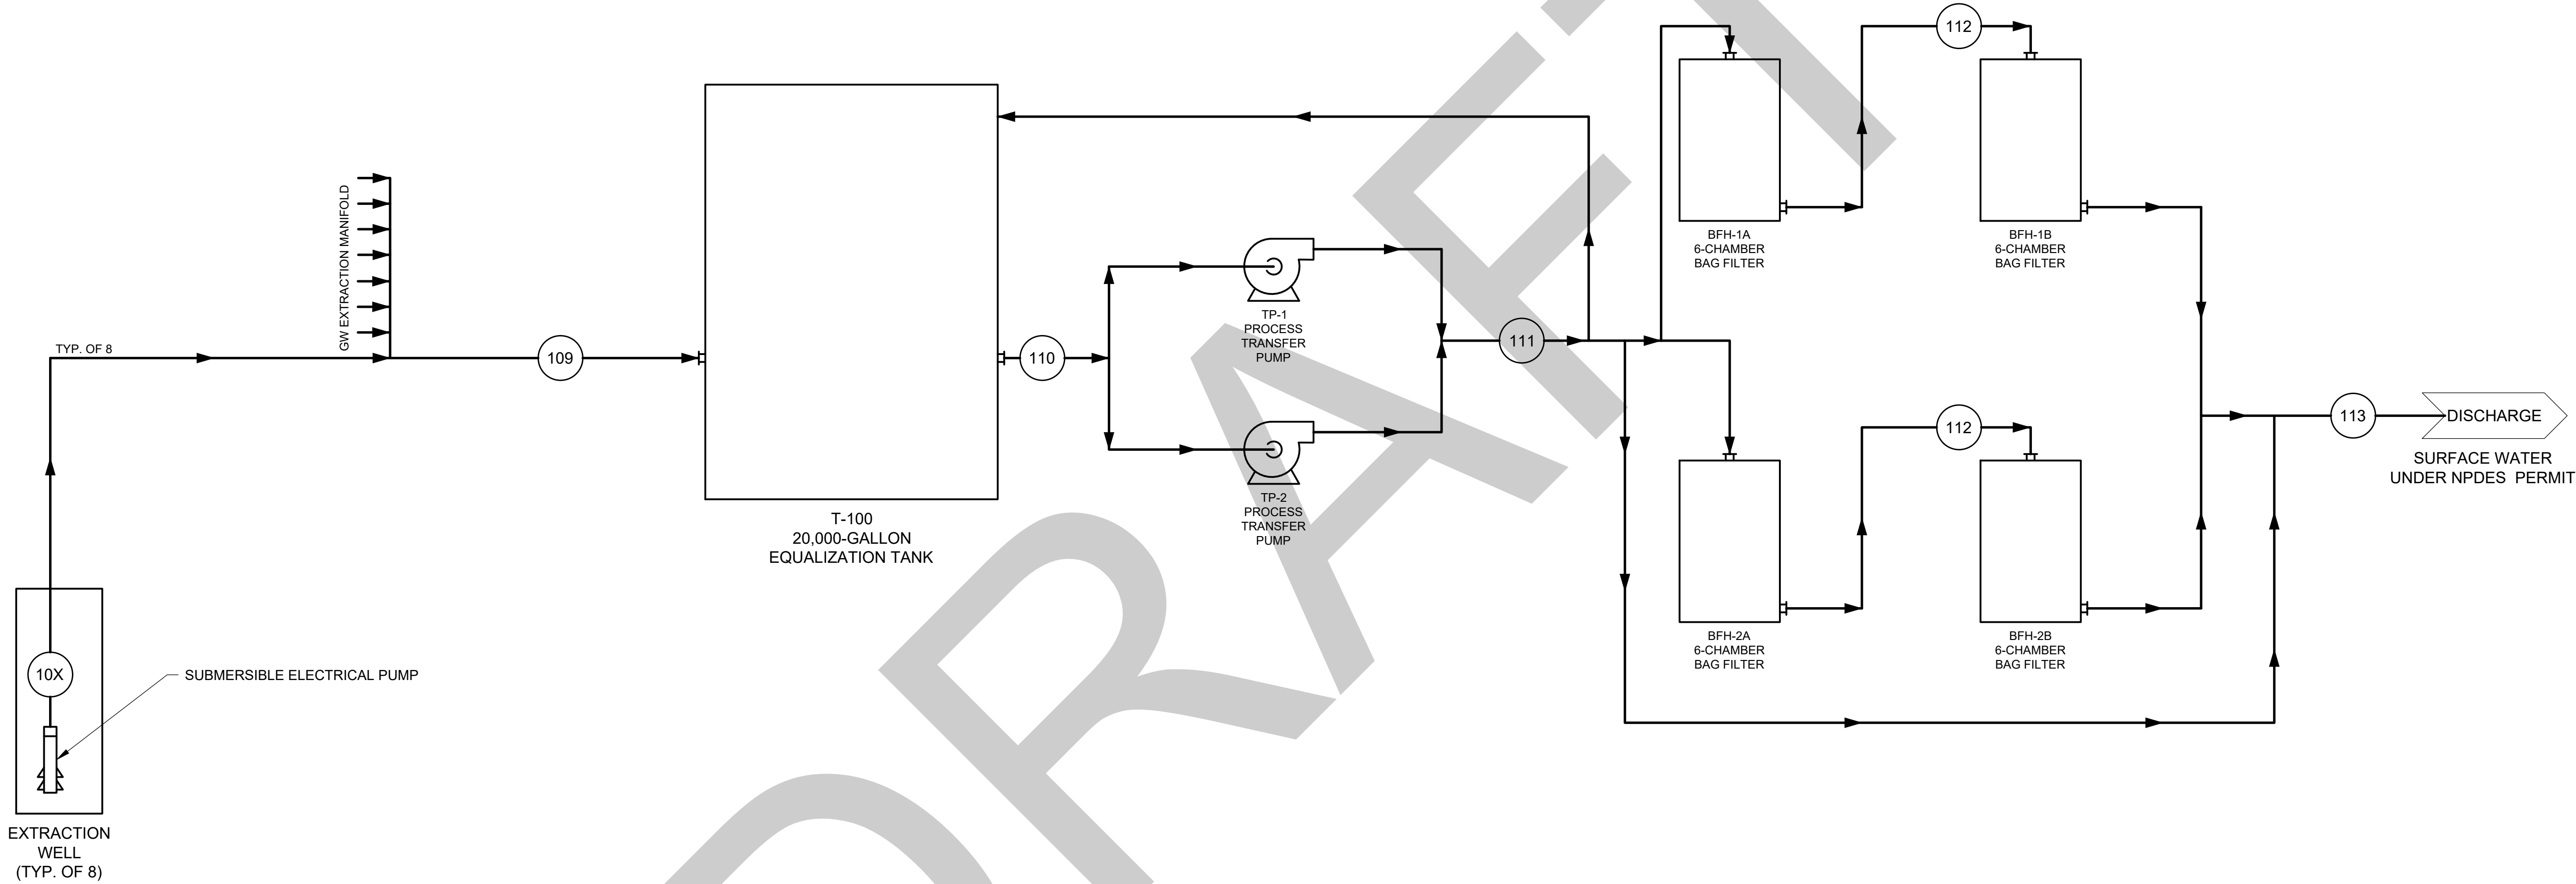 112
GW EXTRACTION MANIFOLD
BFH-1A
6-CHAMBER
BAG FILTER
BFH-1B
6-CHAMBER
BAG FILTER
TYP. OF 8
109
110
TP-1
PROCESS
TRANSFER
PUMP
111
TP-2
PROCESS
TRANSFER
PUMP
112
113
DISCHARGE
SURFACE WATER
UNDER NPDES PERMIT
T-100
20,000-GALLON
EQUALIZATION TANK
BFH-2A
6-CHAMBER
BAG FILTER
BFH-2B
6-CHAMBER
BAG FILTER
10X
SUBMERSIBLE ELECTRICAL PUMP
EXTRACTION
WELL
(TYP. OF 8)
DRAFT